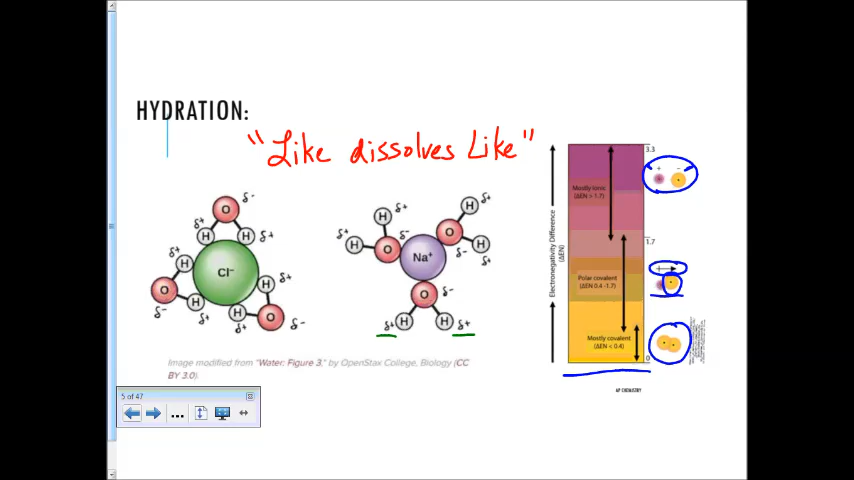 HYDRATION:
"Like dissolves Like"
δ-
O
δ+
H
H
δ+
δ+
H
Cl⁻
H
δ+
O
H
H
O
δ-
δ+
δ+
δ-
H
δ+
H
δ+
δ+
H
O
δ-
O
H
δ-
δ+
Na⁺
O
δ-
δ+
H
H
δ+
Image modified from "Water: Figure 3," by OpenStax College, Biology (CC
BY 3.0).
Electronegativity Difference
(ΔEN)
3.3
Mostly ionic
(ΔEN > 1.7)
+ -
1.7
Polar covalent
(ΔEN 0.4 -1.7)
Mostly covalent
(ΔEN < 0.4)
0
AP CHEMISTRY
5 of 47